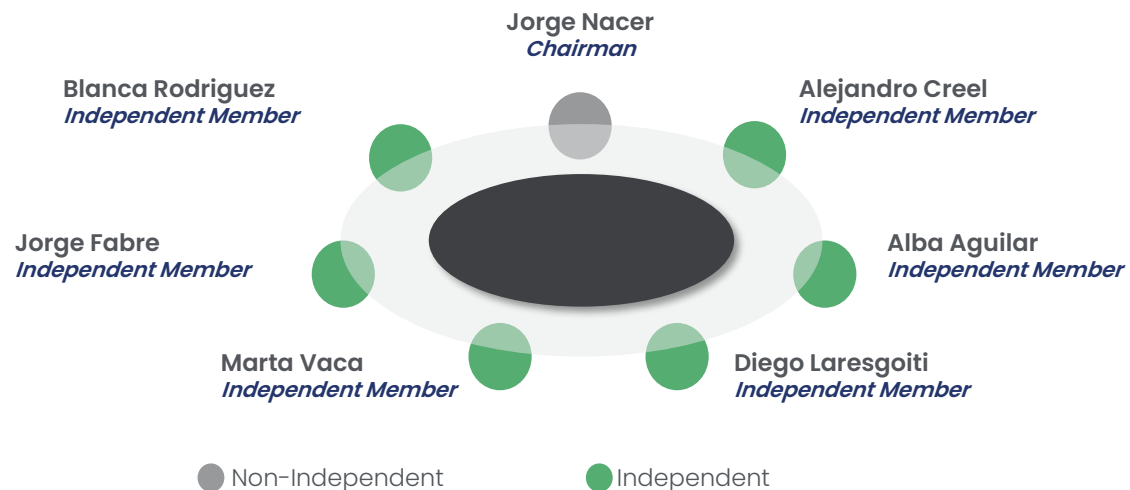 Jorge Nacer
Chairman
Blanca Rodriguez
Independent Member
Alejandro Creel
Independent Member
Jorge Fabre
Independent Member
Alba Aguilar
Independent Member
Marta Vaca
Independent Member
Diego Laresgoiti
Independent Member
Non-Independent
Independent